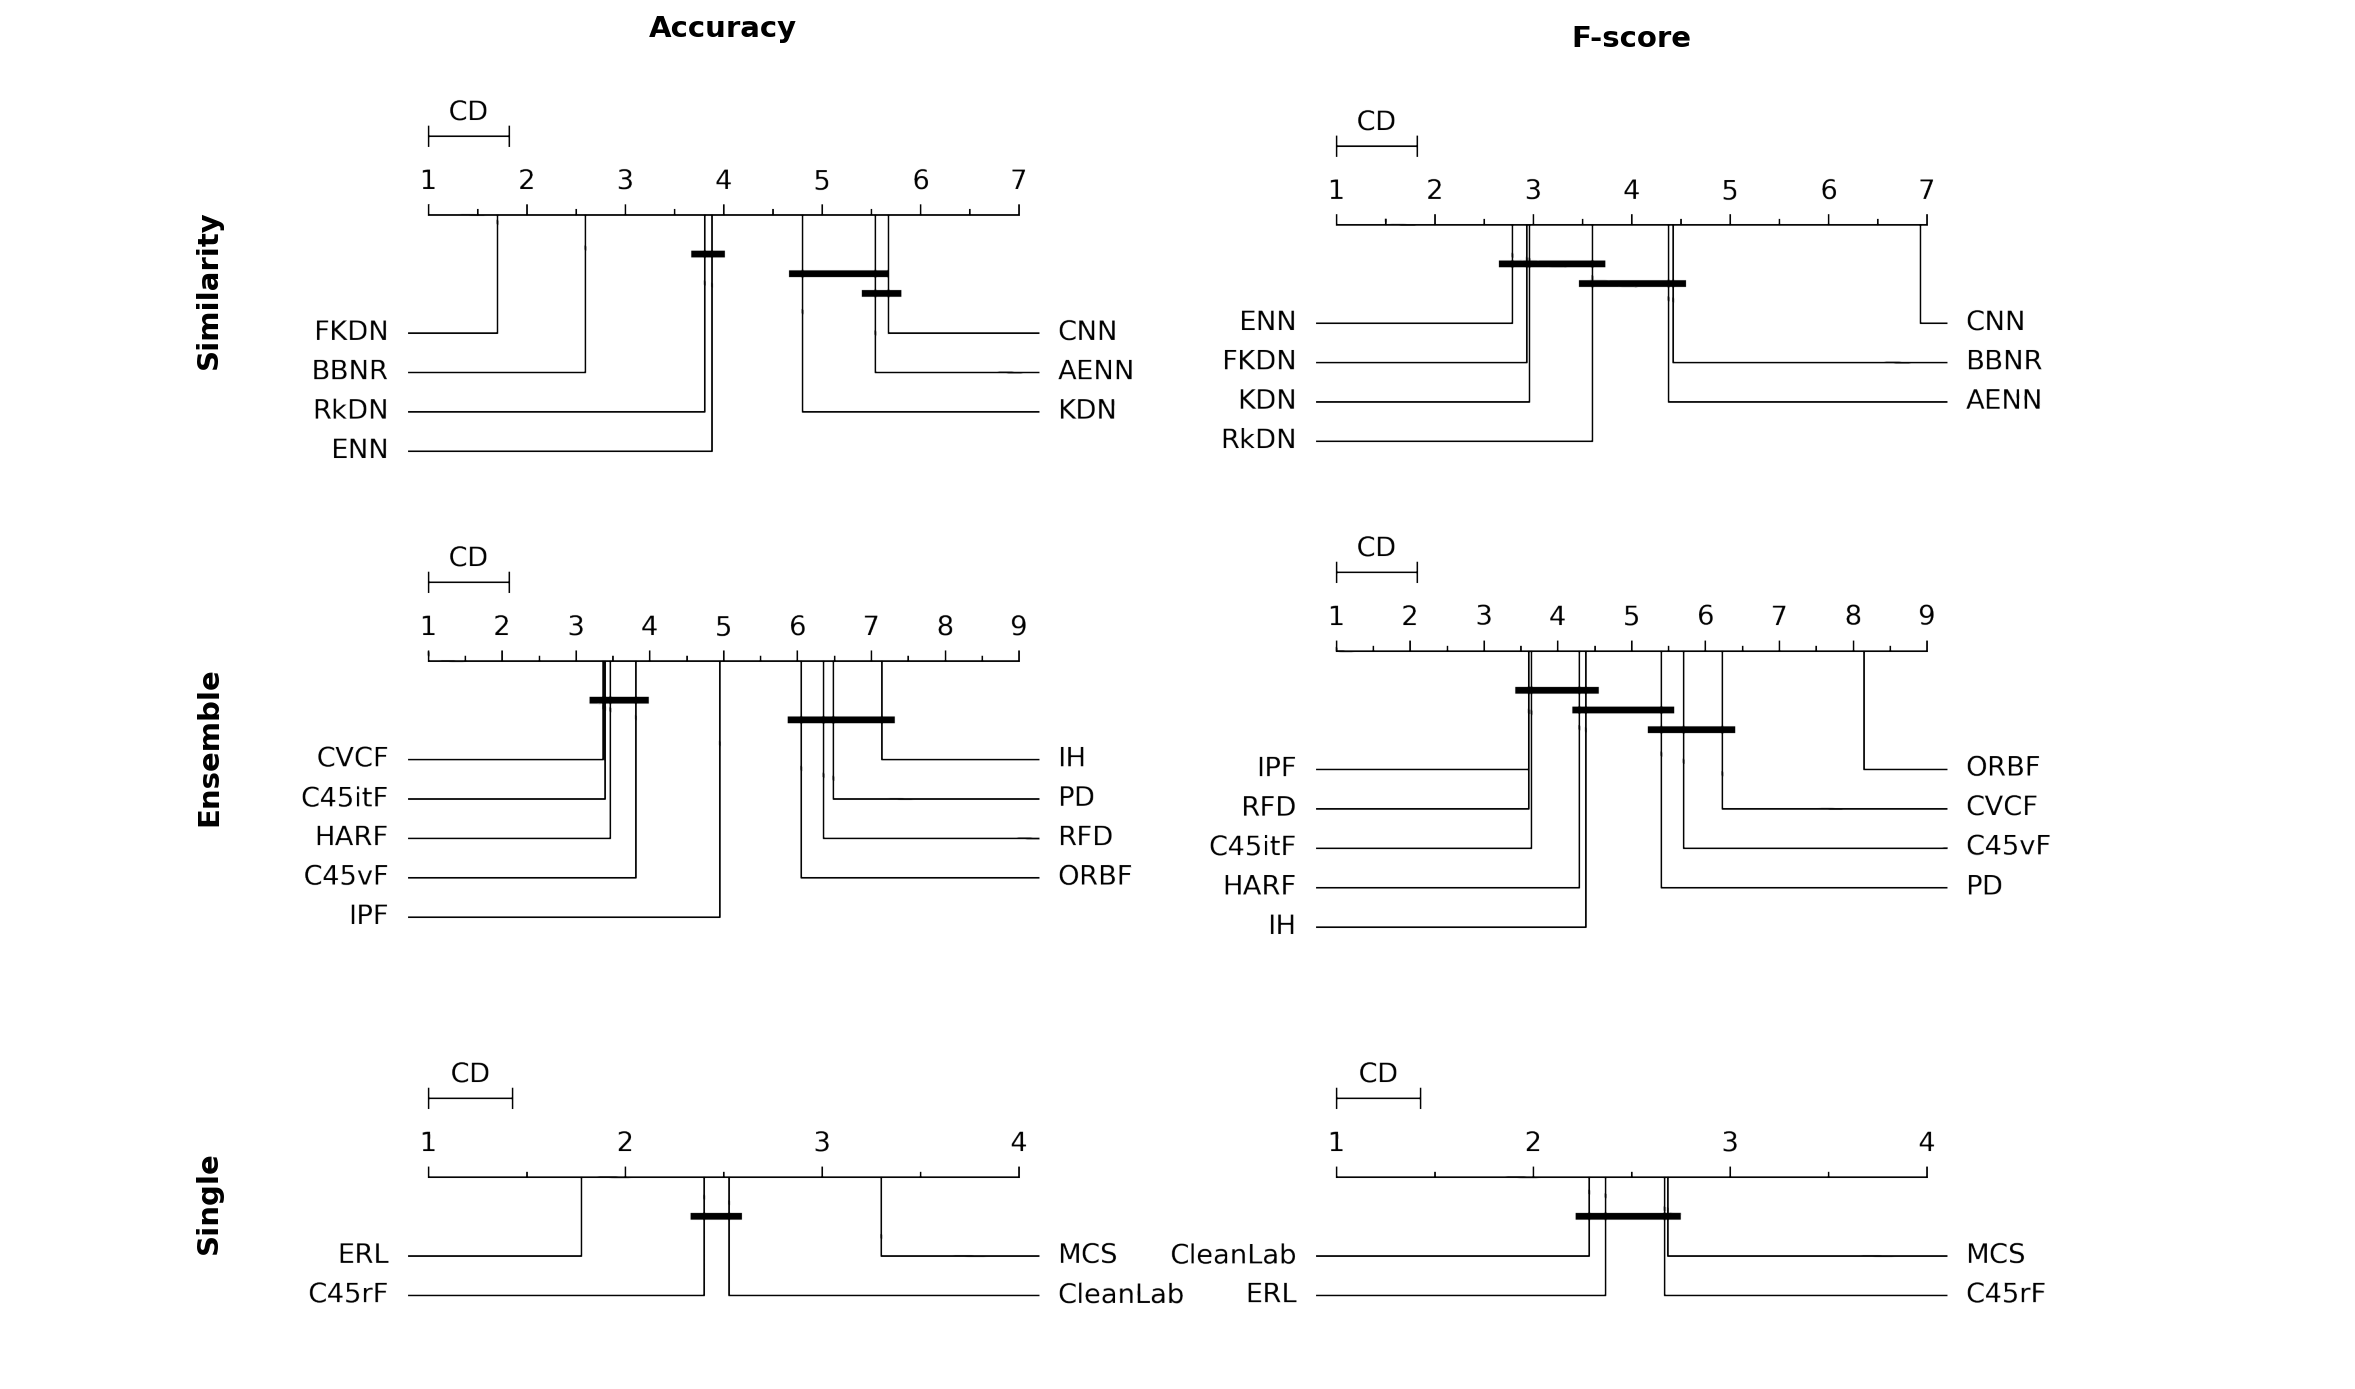 Accuracy
F-score
Similarity
CD
1 2 3 4 5 6 7
FKDN
BBNR
RkDN
ENN
CNN
AENN
KDN
CD
1 2 3 4 5 6 7
ENN
FKDN
KDN
RkDN
CNN
BBNR
AENN
Ensemble
CD
1 2 3 4 5 6 7 8 9
CVCF
C45itF
HARF
C45vF
IPF
IH
PD
RFD
ORBF
CD
1 2 3 4 5 6 7 8 9
IPF
RFD
C45itF
HARF
IH
ORBF
CVCF
C45vF
PD
Single
CD
1 2 3 4
ERL
C45rF
MCS
CleanLab
CD
1 2 3 4
CleanLab
ERL
MCS
C45rF